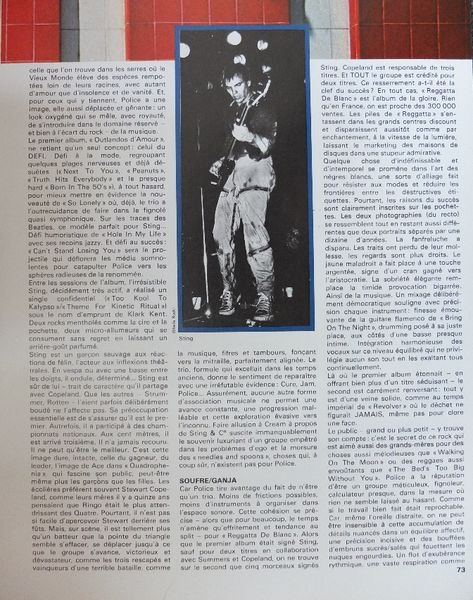 celle que l'on trouve dans les serres où le
Vieux Monde élève des espèces rempo-
tées loin de leurs racines, avec autant
d'amour que d'insolence et de vanité. Et,
pour ceux qui y tiennent, Police a une
image, elle aussi déplacée et gênante : un
look oxygéné qui se mêle, avec royauté,
de s'introduire dans le domaine réservé –
et bien à l'écart du rock – de la musique.
Le premier album, « Outlandos d'Amour »,
ne retient qu'un seul concept : celui du
DEFI. Défi à la mode, regroupant
quelques plages nerveuses et déjà dé-
suètes (« Next To You », « Peanuts »,
« Truth Hits Everybody » et le presque
hard « Born In The 50's »), à tout hasard,
pour mieux mettre en évidence la nouve-
auté de « So Lonely » où, déjà, le trio a
l'outrecuidance de faire dans le fignolé
quasi symphonique. Sur les traces des
Beatles, ce modèle parfait pour Sting...
Défi humoristique de « Hole In My Life »
avec ses recoins jazzy. Et défi au succès :
« Can't Stand Losing You » sera le pro-
jectile qui déflorera les média somno-
lentes pour catapulter Police vers les
sphères radieuses de la renommée.
Entre les sessions de l'album, l'irrésistible
Sting, décidément très actif, a réalisé un
single confidentiel (« Too Kool To
Kalypso »/« Theme For Kinetic Ritual »)
sous le nom d'emprunt de Klark Kent.
Deux rocks mentholés comme la cire et la
pochette, deux micro-allumeurs qui se
consument sans regret en laissant un
arrière-goût parfumé.
Sting est un garçon sauvage aux réac-
tions de félin, l'acteur aux inflexions théâ-
trales. En vespa ou avec une basse entre
les doigts, il ondule, déterminé... Sting est
sûr de lui – trait de caractère qu'il partage
avec Copeland. Que les autres – Strum-
mer, Rotten – l'aient parfois délibérément
boudé ne l'affecte pas. Sa préoccupation
essentielle est de s'assurer qu'il est le pre-
mier. Autrefois, il a participé à des cham-
pionnats nationaux. Aux cent mètres, il
est arrivé troisième. Il n'a jamais recouru.
Il ne peut qu'être le meilleur. C'est cette
image dure, intacte, celle du gagneur, du
leader, l'image de Ace dans « Quadrophe-
nia », qui fascine son public, peut-être
même plus les garçons que les filles. Les
écolières préfèrent souvent Stewart Cope-
land, comme leurs mères il y a quinze ans
pensaient que Ringo était le plus atten-
drissant des Quatre. Pourtant, il n'est pas
si facile d'apercevoir Stewart derrière ses
fûts. Mais, sur scène, il est tellement plus
qu'un batteur que la pointe du triangle
semble s'effacer, se déplacer jusqu'à ce
que le groupe s'avance, victorieux et
dévastateur, comme les trois rescapés et
vainqueurs d'une terrible bataille, comme
Sting
la musique, fifres et tambours, fonçant
vers la mitraille, parfaitement alignée. Le
trio, formule qui excellait dans les temps
anciens, donne le sentiment de reparaître
avec une irréfutable évidence : Cure, Jam,
Police... Assurément, aucune autre forme
d'association musicale ne permet une
avance constante, une progression mal-
léable et cette exploration évasive vers
l'inconnu. Faire allusion à Cream à propos
de Sting & C° suscite immanquablement
le souvenir luxuriant d'un groupe empêtré
dans les problèmes d'ego et la morsure
des « needles and spoons », choses qui, à
coup sûr, n'existent pas pour Police.
SOUFRE/GANJA
Car Police tire avantage du fait de n'être
qu'un trio. Moins de frictions possibles,
moins d'instruments à organiser dans
l'espace sonore. Cette cohésion se pré-
cise – alors que pour beaucoup, le temps
n'amène qu'effritement et tendance au
split – pour « Reggatta De Blanc ». Alors
que le premier album était signé Sting,
sauf pour deux titres en collaboration
avec Summers et Copeland, on ne trouve
sur le second que cinq morceaux signés
Sting. Copeland est responsable de trois
titres. Et TOUT le groupe est crédité pour
deux titres. Ce resserrement a-t-il été la
clef du succès ? En tout cas, « Reggatta
De Blanc » est l'album de la gloire. Rien
qu'en France, on est proche des 300 000
ventes. Les piles de « Reggatta » s'en-
tassent dans les grands centres discount
et disparaissent aussitôt comme par
enchantement, à la vitesse de la lumière,
laissant le marketing des maisons de
disques dans une stupeur admirative.
Quelque chose d'indéfinissable et
d'intemporel se promène dans l'art des
nègres blancs, une sorte d'alliage fait
pour résister aux modes et réduire les
frontières entre les destructives éti-
quettes. Pourtant, les raisons du succès
sont clairement inscrites sur les pochet-
tes. Les deux photographies (du recto)
se ressemblent tout en restant aussi diffé-
rentes que deux portraits séparés par une
dizaine d'années. La fanfreluche a
disparu. Les traits ont perdu de leur mol-
lesse, les regards sont plus droits. Le
jaune maladroit a fait place à une touche
argentée, signe d'un cran gagné vers
l'aristocratie. La sobriété élégante rem-
place la timide provocation bigarrée.
Ainsi de la musique. Un mixage délibéré-
ment démocratique souligne avec préci-
sion chaque instrument : finesse émou-
vante de la guitare flamenco de « Bring
On The Night », drumming posé à sa juste
place, aux côtés d'une basse presque
intime. Intégration harmonieuse des
vocaux sur ce niveau équilibré qui ne privi-
légie aucun son tout en les exaltant tous
continuellement.
Là où le premier album étonnait – en
offrant bien plus d'un titre séduisant – le
second est carrément renversant : tout y
est d'une veine solide, comme au temps
impérial de « Revolver » où le déchet ne
figurait JAMAIS, même pas pour clore
une face.
Le public – grand ou plus petit – y trouve
son compte : c'est le secret de ce rock qui
est aimé aussi des grands-mères pour des
choses aussi mélodieuses que « Walking
On The Moon » ou des reggaes aussi
envoûtants que « The Bed's Too Big
Without You ». Police a la réputation
d'être un groupe méticuleux, fignoleur,
calculateur presque, dans la mesure où
rien ne semble laissé au hasard. Comme
si le travail bien fait était reprochable.
Car, même si l'oreille distraite, on ne peut
être insensible à cette accumulation de
détails nuancés dans un équilibre effectif,
une précision incisive et des bouffées
d'embruns sucrés/salés qui fouettent les
nuques engourdies. Du feu d'une éruption
rythmique, une vaste respiration comme
73